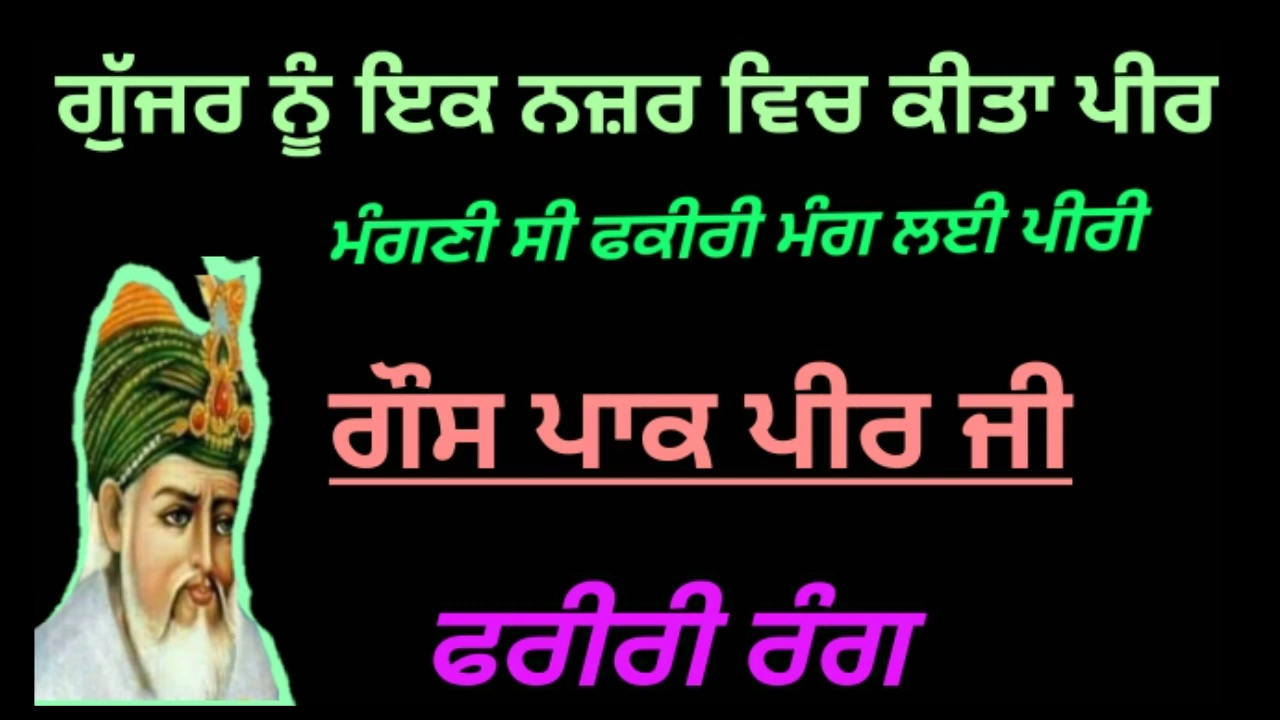 ਗੁੱਜਰ ਨੂੰ ਇਕ ਨਜ਼ਰ ਵਿਚ ਕੀਤਾ ਪੀਰ
ਮੰਗਣੀ ਸੀ ਫਕੀਰੀ ਮੰਗ ਲਈ ਪੀਰੀ
ਗੌਸ ਪਾਕ ਪੀਰ ਜੀ
ਫਰੀਰੀ ਰੰਗ